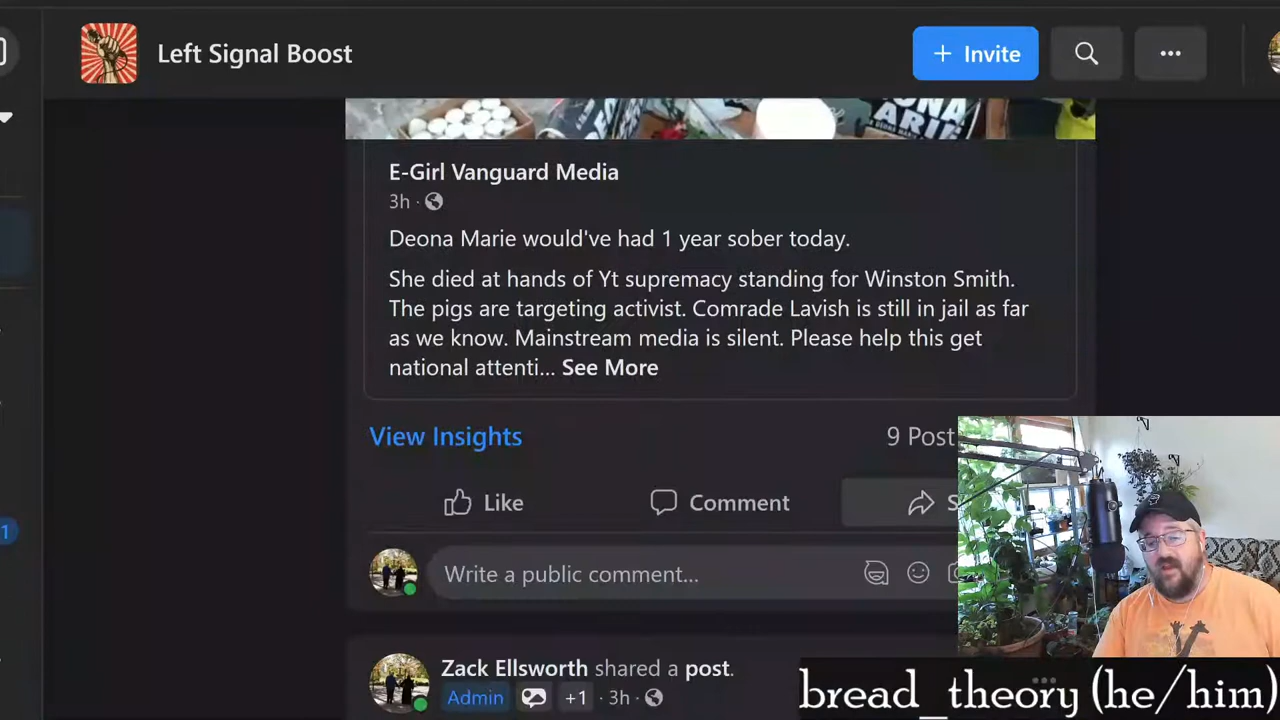 Left Signal Boost
+ Invite
ARIE
E-Girl Vanguard Media
3h ·
Deona Marie would've had 1 year sober today.
She died at hands of Yt supremacy standing for Winston Smith.
The pigs are targeting activist. Comrade Lavish is still in jail as far
as we know. Mainstream media is silent. Please help this get
national attenti... See More
View Insights
9 Post
Like
Comment
S
Write a public comment...
1
Zack Ellsworth shared a post.
Admin
+1 · 3h ·
bread_theory (he/him)